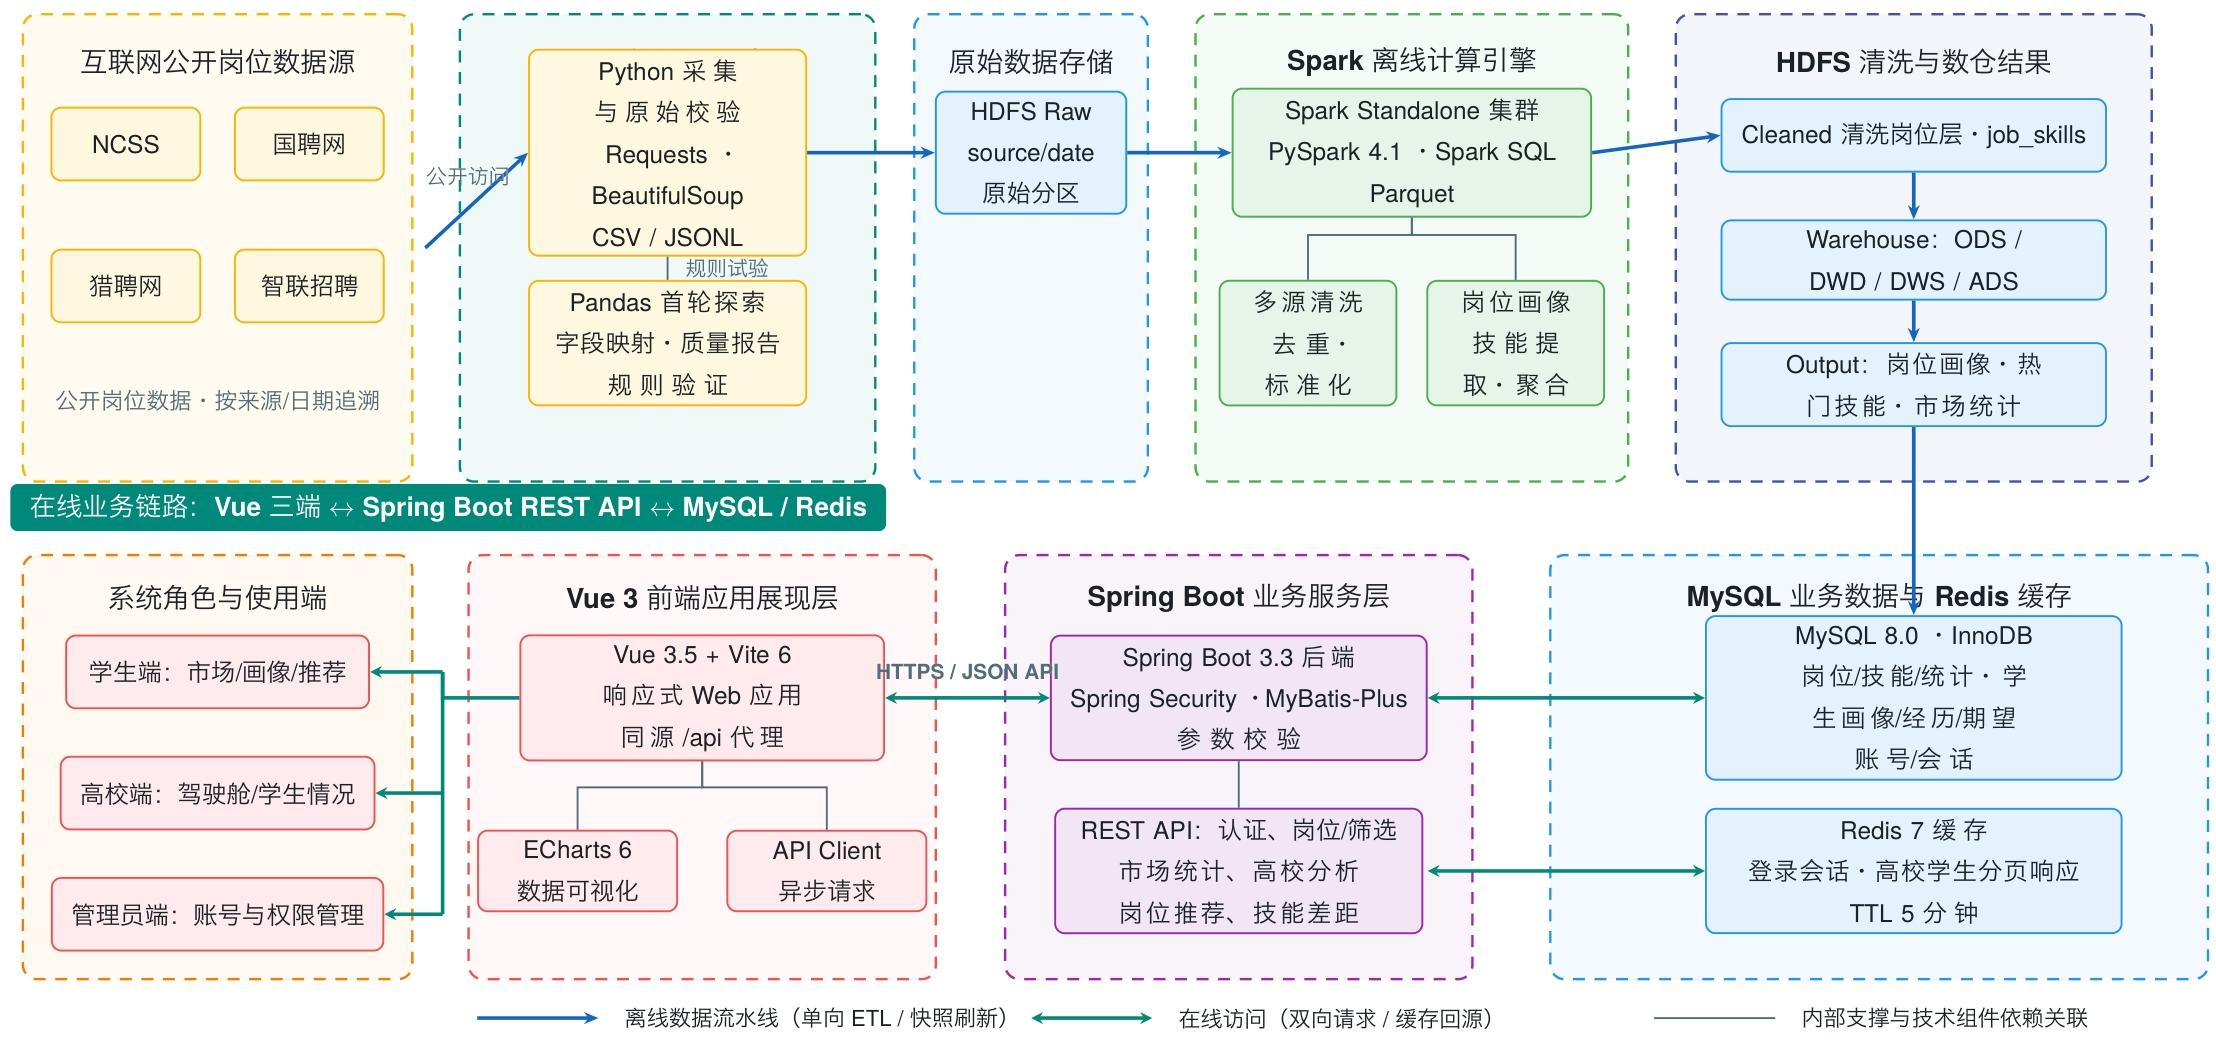 互联网公开岗位数据源
NCSS
国聘网
猎聘网
智联招聘
公开岗位数据・按来源/日期追溯
公开访问
Python 采集
与原始校验
Requests ・
BeautifulSoup
CSV / JSONL
规则试验
Pandas 首轮探索
字段映射・质量报告
规则验证
原始数据存储
HDFS Raw
source/date
原始分区
Spark 离线计算引擎
Spark Standalone 集群
PySpark 4.1 ・Spark SQL
Parquet
多源清洗
去重・
标准化
岗位画像
技能提
取・聚合
HDFS 清洗与数仓结果
Cleaned 清洗岗位层・job_skills
Warehouse：ODS /
DWD / DWS / ADS
Output：岗位画像・热
门技能・市场统计
在线业务链路：Vue 三端 ↔ Spring Boot REST API ↔ MySQL / Redis
系统角色与使用端
学生端：市场/画像/推荐
高校端：驾驶舱/学生情况
管理员端：账号与权限管理
Vue 3 前端应用展现层
Vue 3.5 + Vite 6
响应式 Web 应用
同源 /api 代理
ECharts 6
数据可视化
API Client
异步请求
HTTPS / JSON API
Spring Boot 业务服务层
Spring Boot 3.3 后端
Spring Security ・MyBatis-Plus
参数校验
REST API：认证、岗位/筛选
市场统计、高校分析
岗位推荐、技能差距
MySQL 业务数据与 Redis 缓存
MySQL 8.0 ・InnoDB
岗位/技能/统计・学
生画像/经历/期望
账号/会话
Redis 7 缓存
登录会话・高校学生分页响应
TTL 5 分钟
离线数据流水线（单向 ETL / 快照刷新）
在线访问（双向请求 / 缓存回源）
内部支撑与技术组件依赖关联